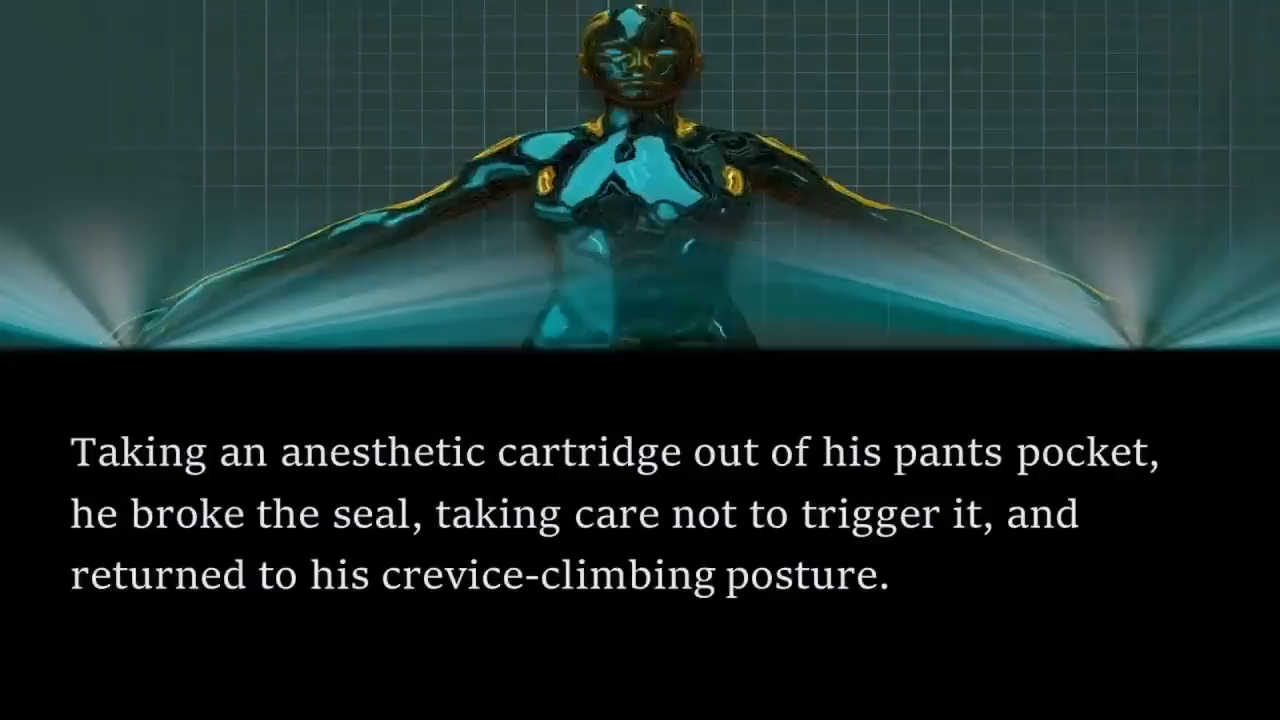 Taking an anesthetic cartridge out of his pants pocket,
he broke the seal, taking care not to trigger it, and
returned to his crevice-climbing posture.